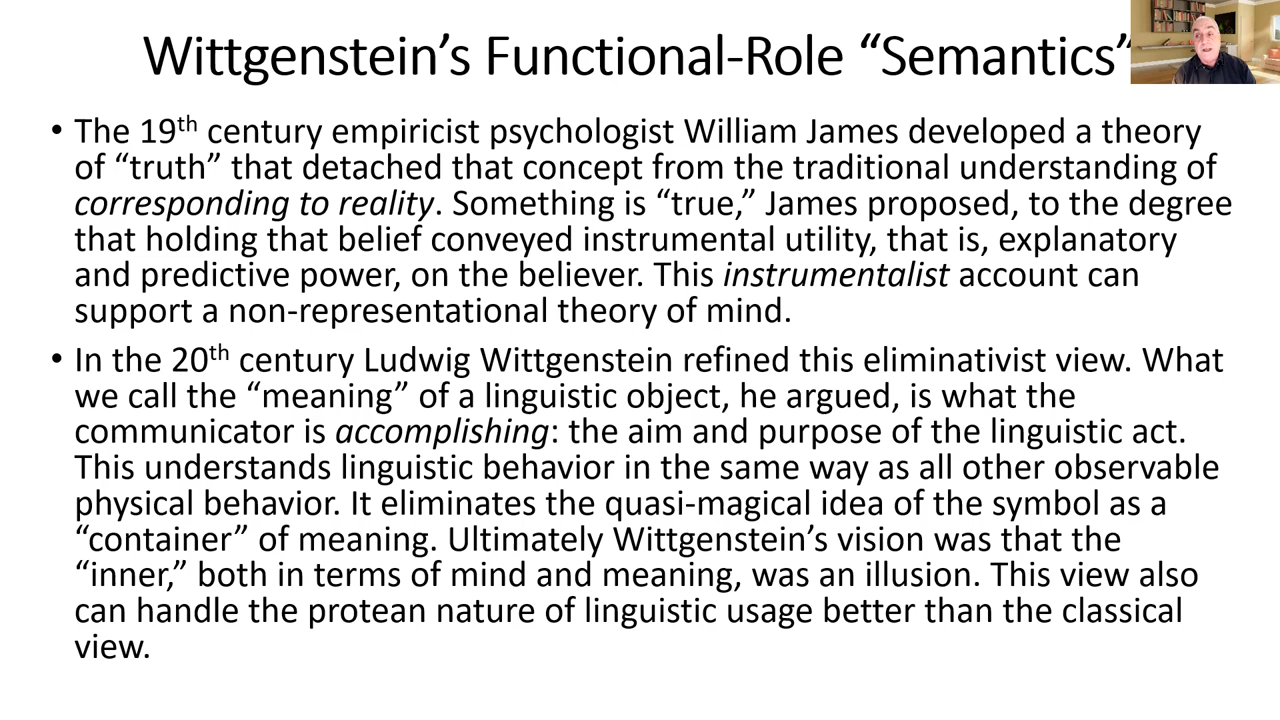 Wittgenstein’s Functional-Role “Semantics”
• The 19th century empiricist psychologist William James developed a theory
of “truth” that detached that concept from the traditional understanding of
corresponding to reality. Something is “true,” James proposed, to the degree
that holding that belief conveyed instrumental utility, that is, explanatory
and predictive power, on the believer. This instrumentalist account can
support a non-representational theory of mind.
• In the 20th century Ludwig Wittgenstein refined this eliminativist view. What
we call the “meaning” of a linguistic object, he argued, is what the
communicator is accomplishing: the aim and purpose of the linguistic act.
This understands linguistic behavior in the same way as all other observable
physical behavior. It eliminates the quasi-magical idea of the symbol as a
“container” of meaning. Ultimately Wittgenstein’s vision was that the
“inner,” both in terms of mind and meaning, was an illusion. This view also
can handle the protean nature of linguistic usage better than the classical
view.